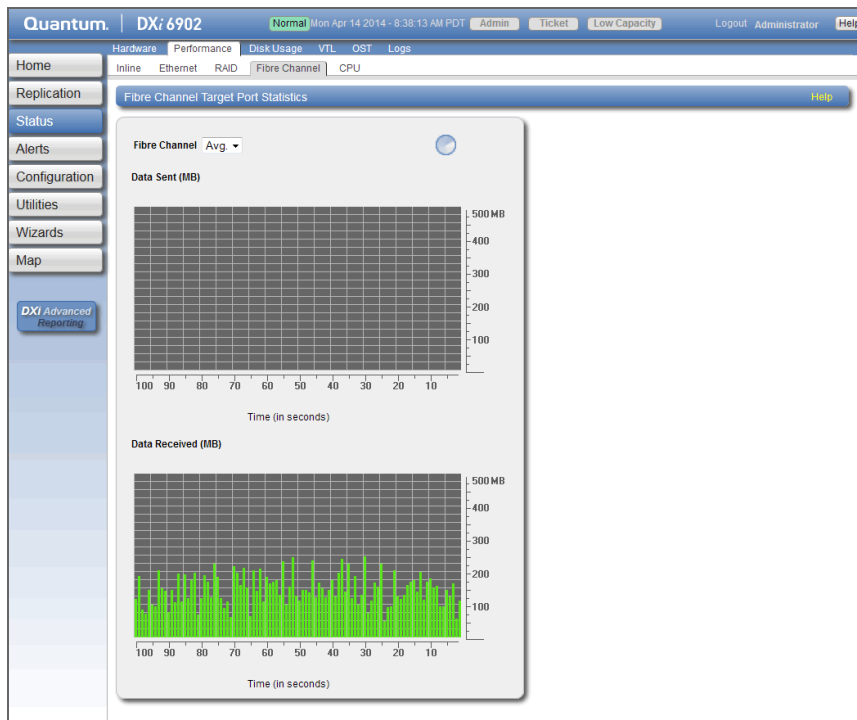 Quantum. DXi 6902 Normal Mon Apr 14 2014 - 8:38:13 AM PDT Admin Ticket Low Capacity Logout Administrator Help
Hardware Performance Disk Usage VTL OST Logs
Inline Ethernet RAID Fibre Channel CPU
Home
Replication
Status
Alerts
Configuration
Utilities
Wizards
Map
DXi Advanced
Reporting
Fibre Channel Target Port Statistics Help
Fibre Channel Avg.
Data Sent (MB)
500 MB
400
300
200
100
100 90 80 70 60 50 40 30 20 10
Time (in seconds)
Data Received (MB)
500 MB
400
300
200
100
100 90 80 70 60 50 40 30 20 10
Time (in seconds)